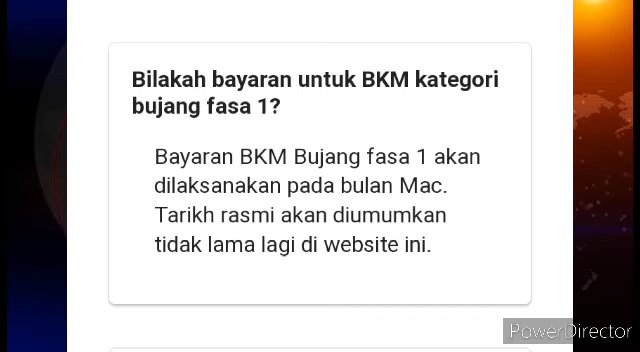 Bilakah bayaran untuk BKM kategori
bujang fasa 1?
Bayaran BKM Bujang fasa 1 akan
dilaksanakan pada bulan Mac.
Tarikh rasmi akan diumumkan
tidak lama lagi di website ini.
PowerDirector